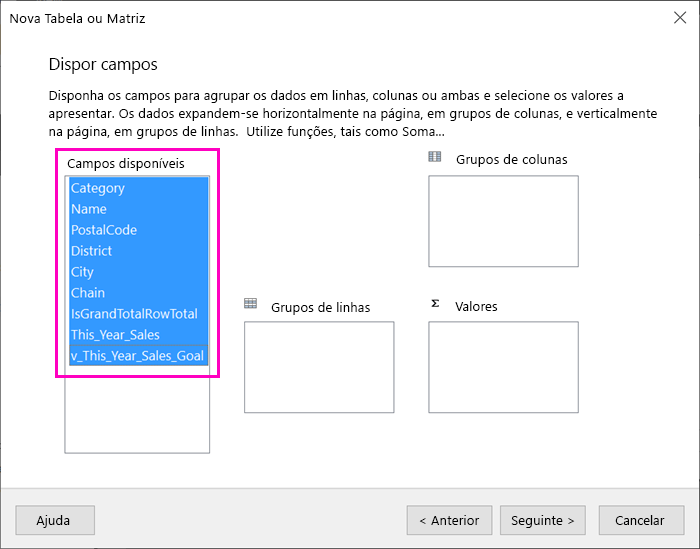 Nova Tabela ou Matriz
Dispor campos
Disponha os campos para agrupar os dados em linhas, colunas ou ambas e selecione os valores a
apresentar. Os dados expandem-se horizontalmente na página, em grupos de colunas, e verticalmente
na página, em grupos de linhas.  Utilize funções, tais como Soma...
Campos disponíveis
Category
Name
PostalCode
District
City
Chain
IsGrandTotalRowTotal
This_Year_Sales
v_This_Year_Sales_Goal
Grupos de colunas
Grupos de linhas
Σ Valores
Ajuda
< Anterior
Seguinte >
Cancelar